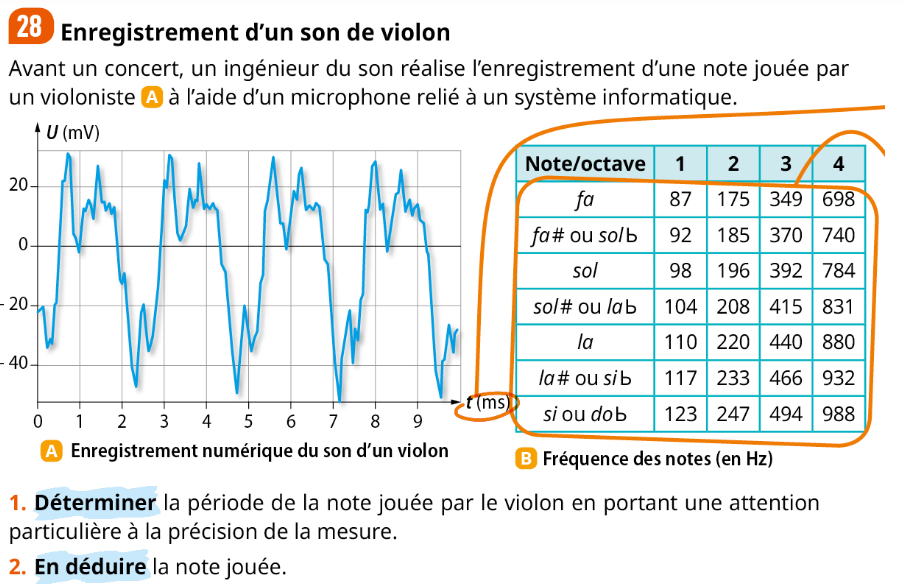 28 Enregistrement d'un son de violon
Avant un concert, un ingénieur du son réalise l'enregistrement d'une note jouée par
un violoniste A à l'aide d'un microphone relié à un système informatique.
U (mV)
20
0
– 20
– 40
0 1 2 3 4 5 6 7 8 9
t (ms)
A Enregistrement numérique du son d'un violon
Note/octave 1 2 3 4
fa 87 175 349 698
fa# ou sol♭ 92 185 370 740
sol 98 196 392 784
sol# ou la♭ 104 208 415 831
la 110 220 440 880
la# ou si♭ 117 233 466 932
si ou do♭ 123 247 494 988
B Fréquence des notes (en Hz)
1. Déterminer la période de la note jouée par le violon en portant une attention
particulière à la précision de la mesure.
2. En déduire la note jouée.